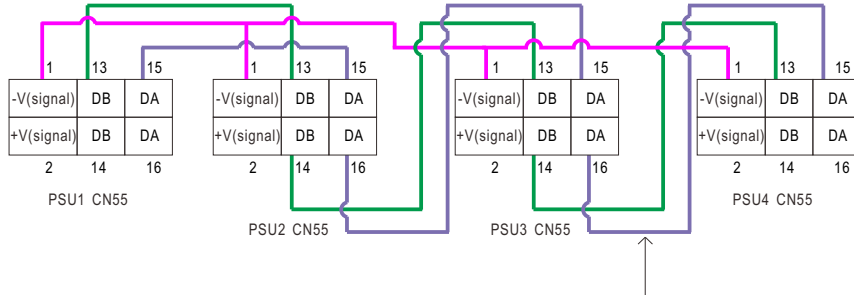 1 13 15 1 13 15 1 13 15 1 13 15
-V(signal) DB DA -V(signal) DB DA -V(signal) DB DA -V(signal) DB DA
+V(signal) DB DA +V(signal) DB DA +V(signal) DB DA +V(signal) DB DA
2 14 16 2 14 16 2 14 16 2 14 16
PSU1 CN55 PSU2 CN55 PSU3 CN55 PSU4 CN55